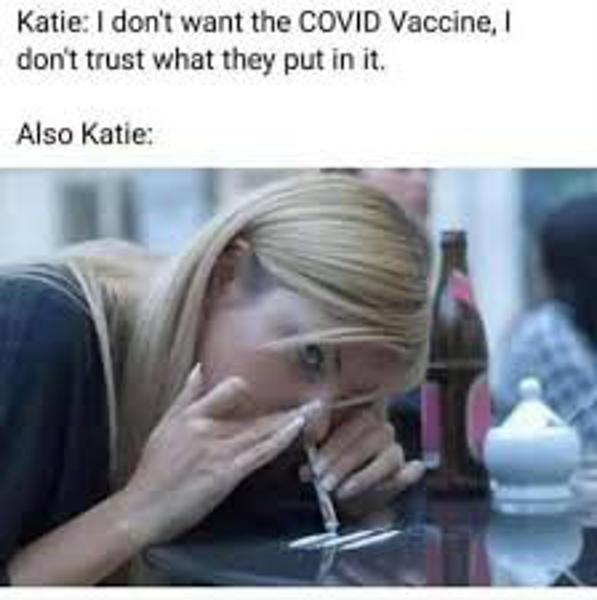 Katie: I don't want the COVID Vaccine, I
don't trust what they put in it.
Also Katie: